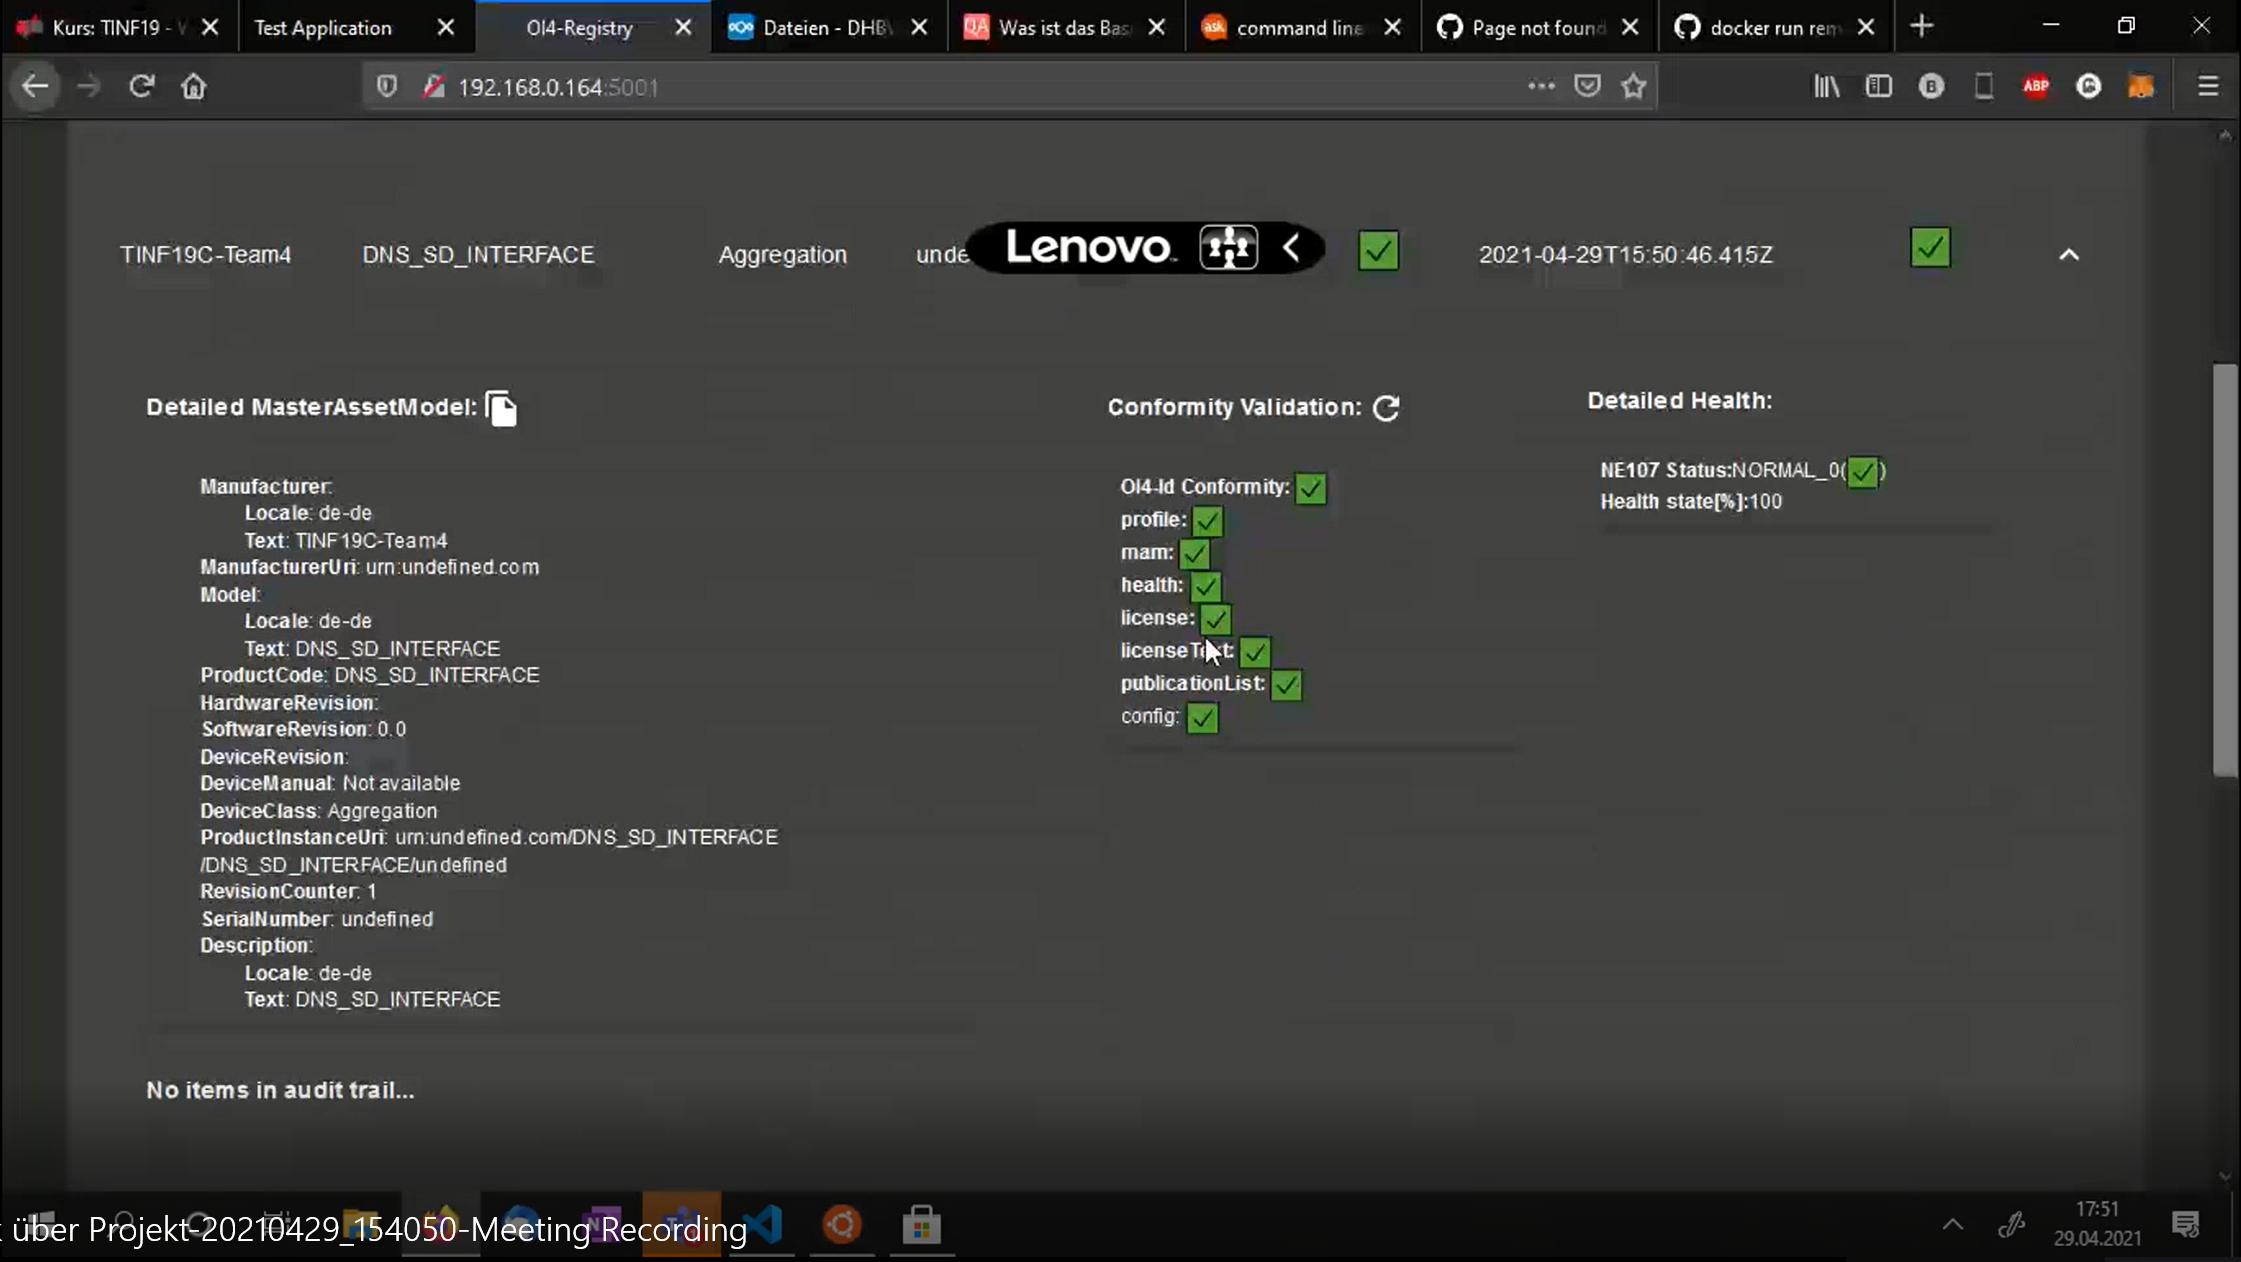 Kurs: TINF19 -
Test Application
OI4-Registry
Dateien - DHB
Was ist das Bas
command line
Page not found
docker run rem
192.168.0.164:5001
ABP
TINF19C-Team4 DNS_SD_INTERFACE Aggregation unde Lenovo 2021-04-29T15:50:46.415Z
Detailed MasterAssetModel:
Manufacturer:
Locale: de-de
Text: TINF19C-Team4
ManufacturerUri: urn:undefined.com
Model:
Locale: de-de
Text: DNS_SD_INTERFACE
ProductCode: DNS_SD_INTERFACE
HardwareRevision:
SoftwareRevision: 0.0
DeviceRevision:
DeviceManual: Not available
DeviceClass: Aggregation
ProductInstanceUri: urn:undefined.com/DNS_SD_INTERFACE
/DNS_SD_INTERFACE/undefined
RevisionCounter: 1
SerialNumber: undefined
Description:
Locale: de-de
Text: DNS_SD_INTERFACE
No items in audit trail...
Conformity Validation:
OI4-Id Conformity:
profile:
mam:
health:
license:
licenseText:
publicationList:
config:
Detailed Health:
NE107 Status:NORMAL_0( )
Health state[%]:100
über Projekt-20210429_154050-Meeting Recording
17:51
29.04.2021